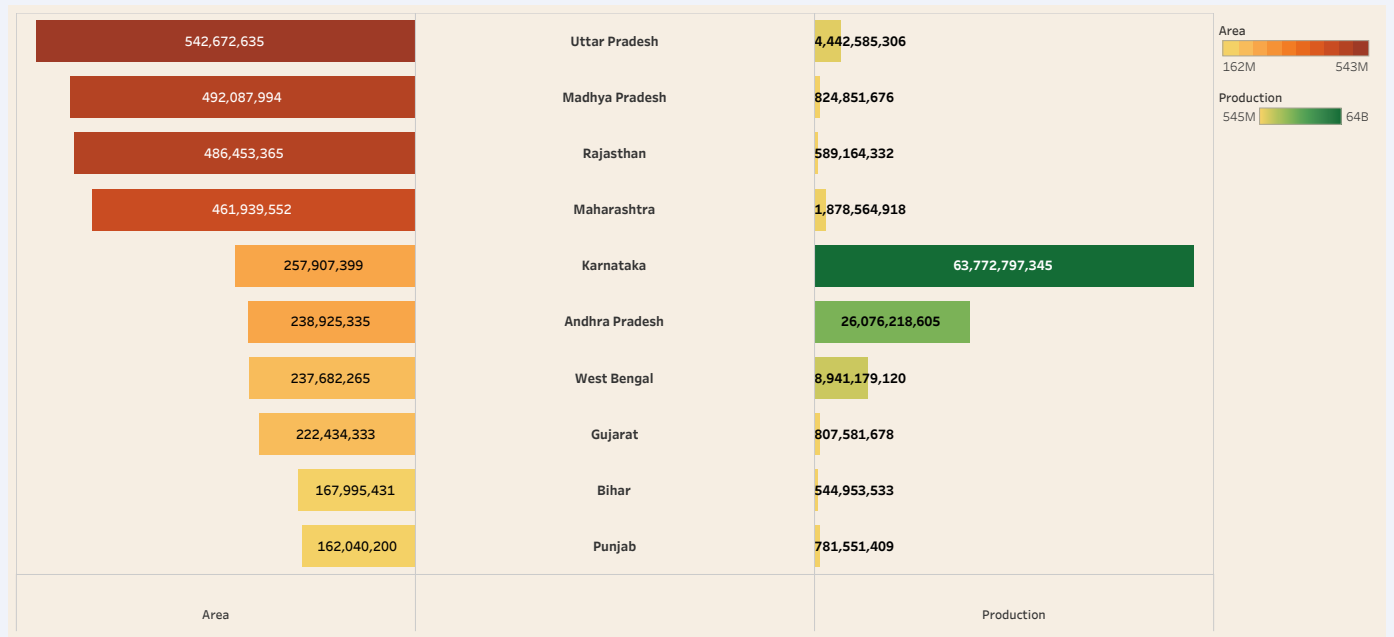 542,672,635 Uttar Pradesh 4,442,585,306
492,087,994 Madhya Pradesh 824,851,676
486,453,365 Rajasthan 589,164,332
461,939,552 Maharashtra 1,878,564,918
257,907,399 Karnataka 63,772,797,345
238,925,335 Andhra Pradesh 26,076,218,605
237,682,265 West Bengal 8,941,179,120
222,434,333 Gujarat 807,581,678
167,995,431 Bihar 544,953,533
162,040,200 Punjab 781,551,409
Area Production
Area
162M 543M
Production
545M 64B